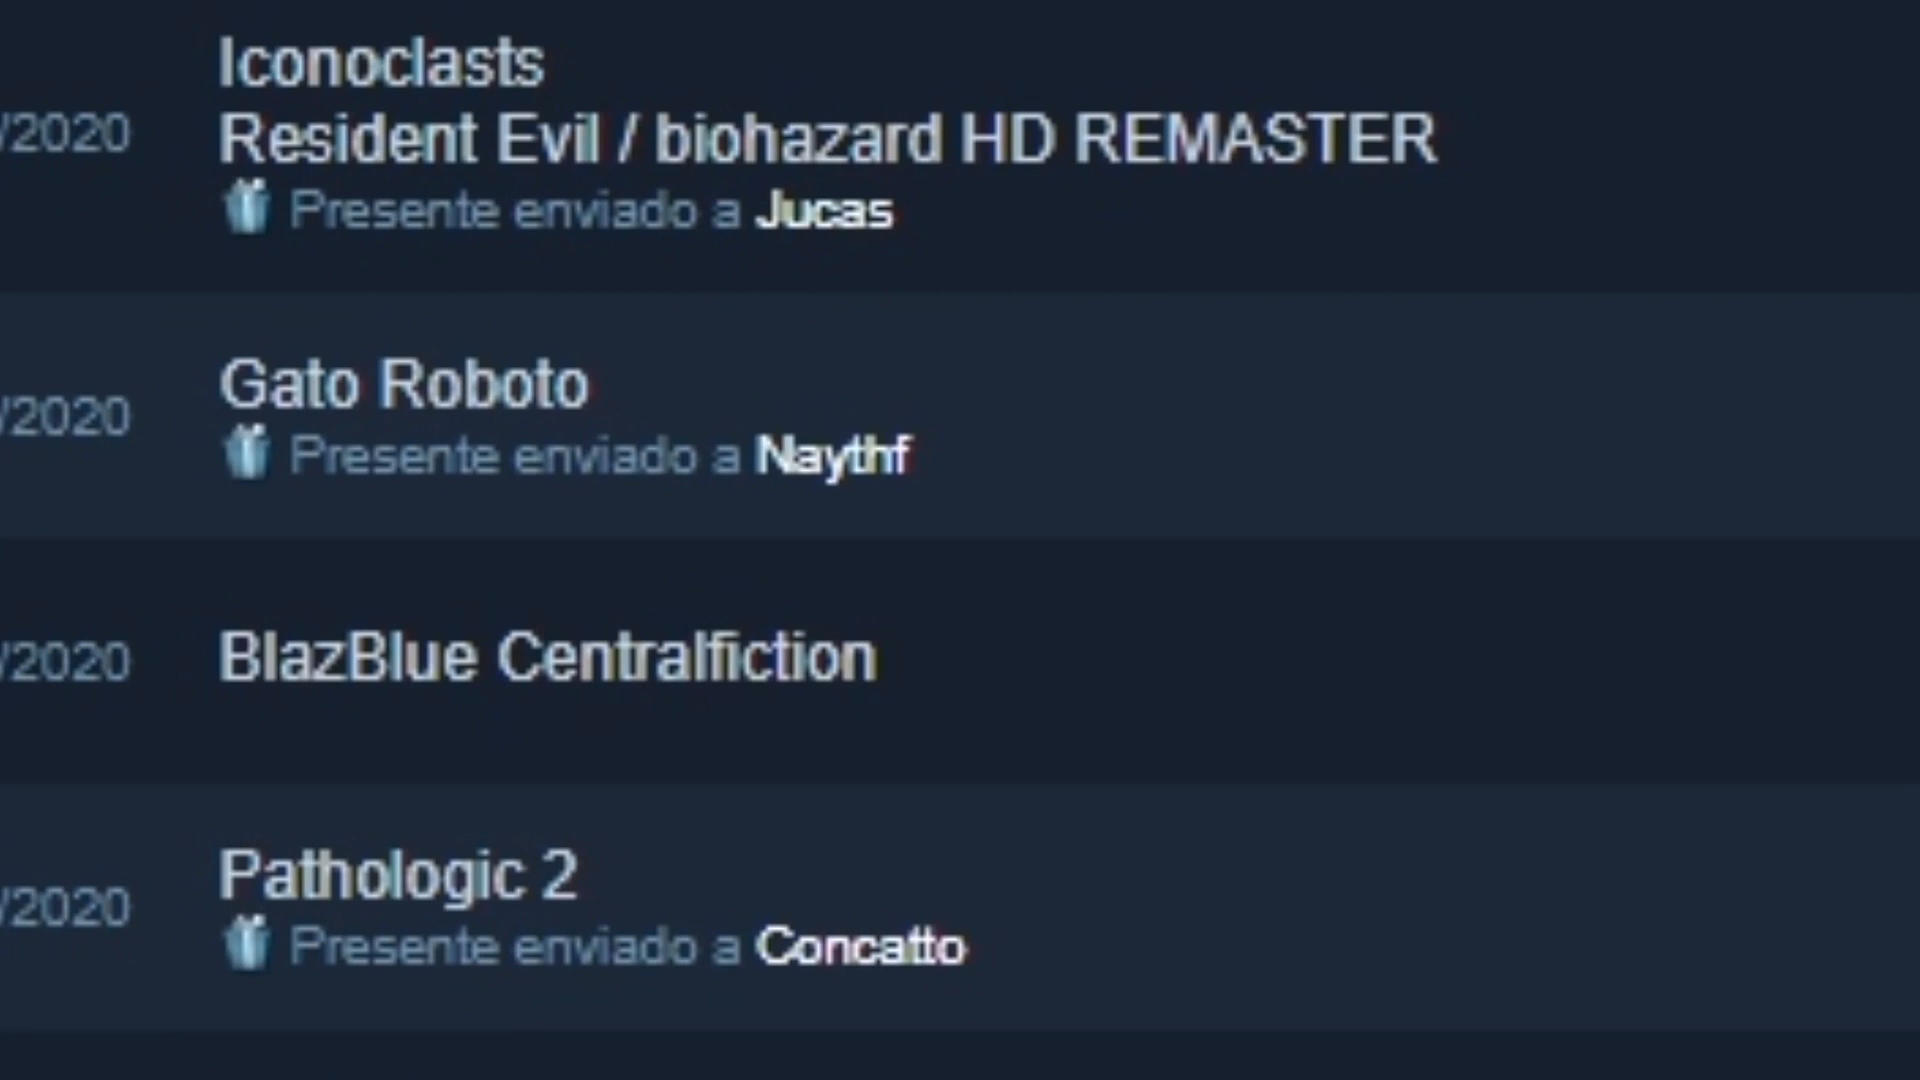 Iconoclasts
/2020 Resident Evil / biohazard HD REMASTER
Presente enviado a Jucas
Gato Roboto
/2020
Presente enviado a Naythf
/2020 BlazBlue Centralfiction
Pathologic 2
/2020
Presente enviado a Concatto